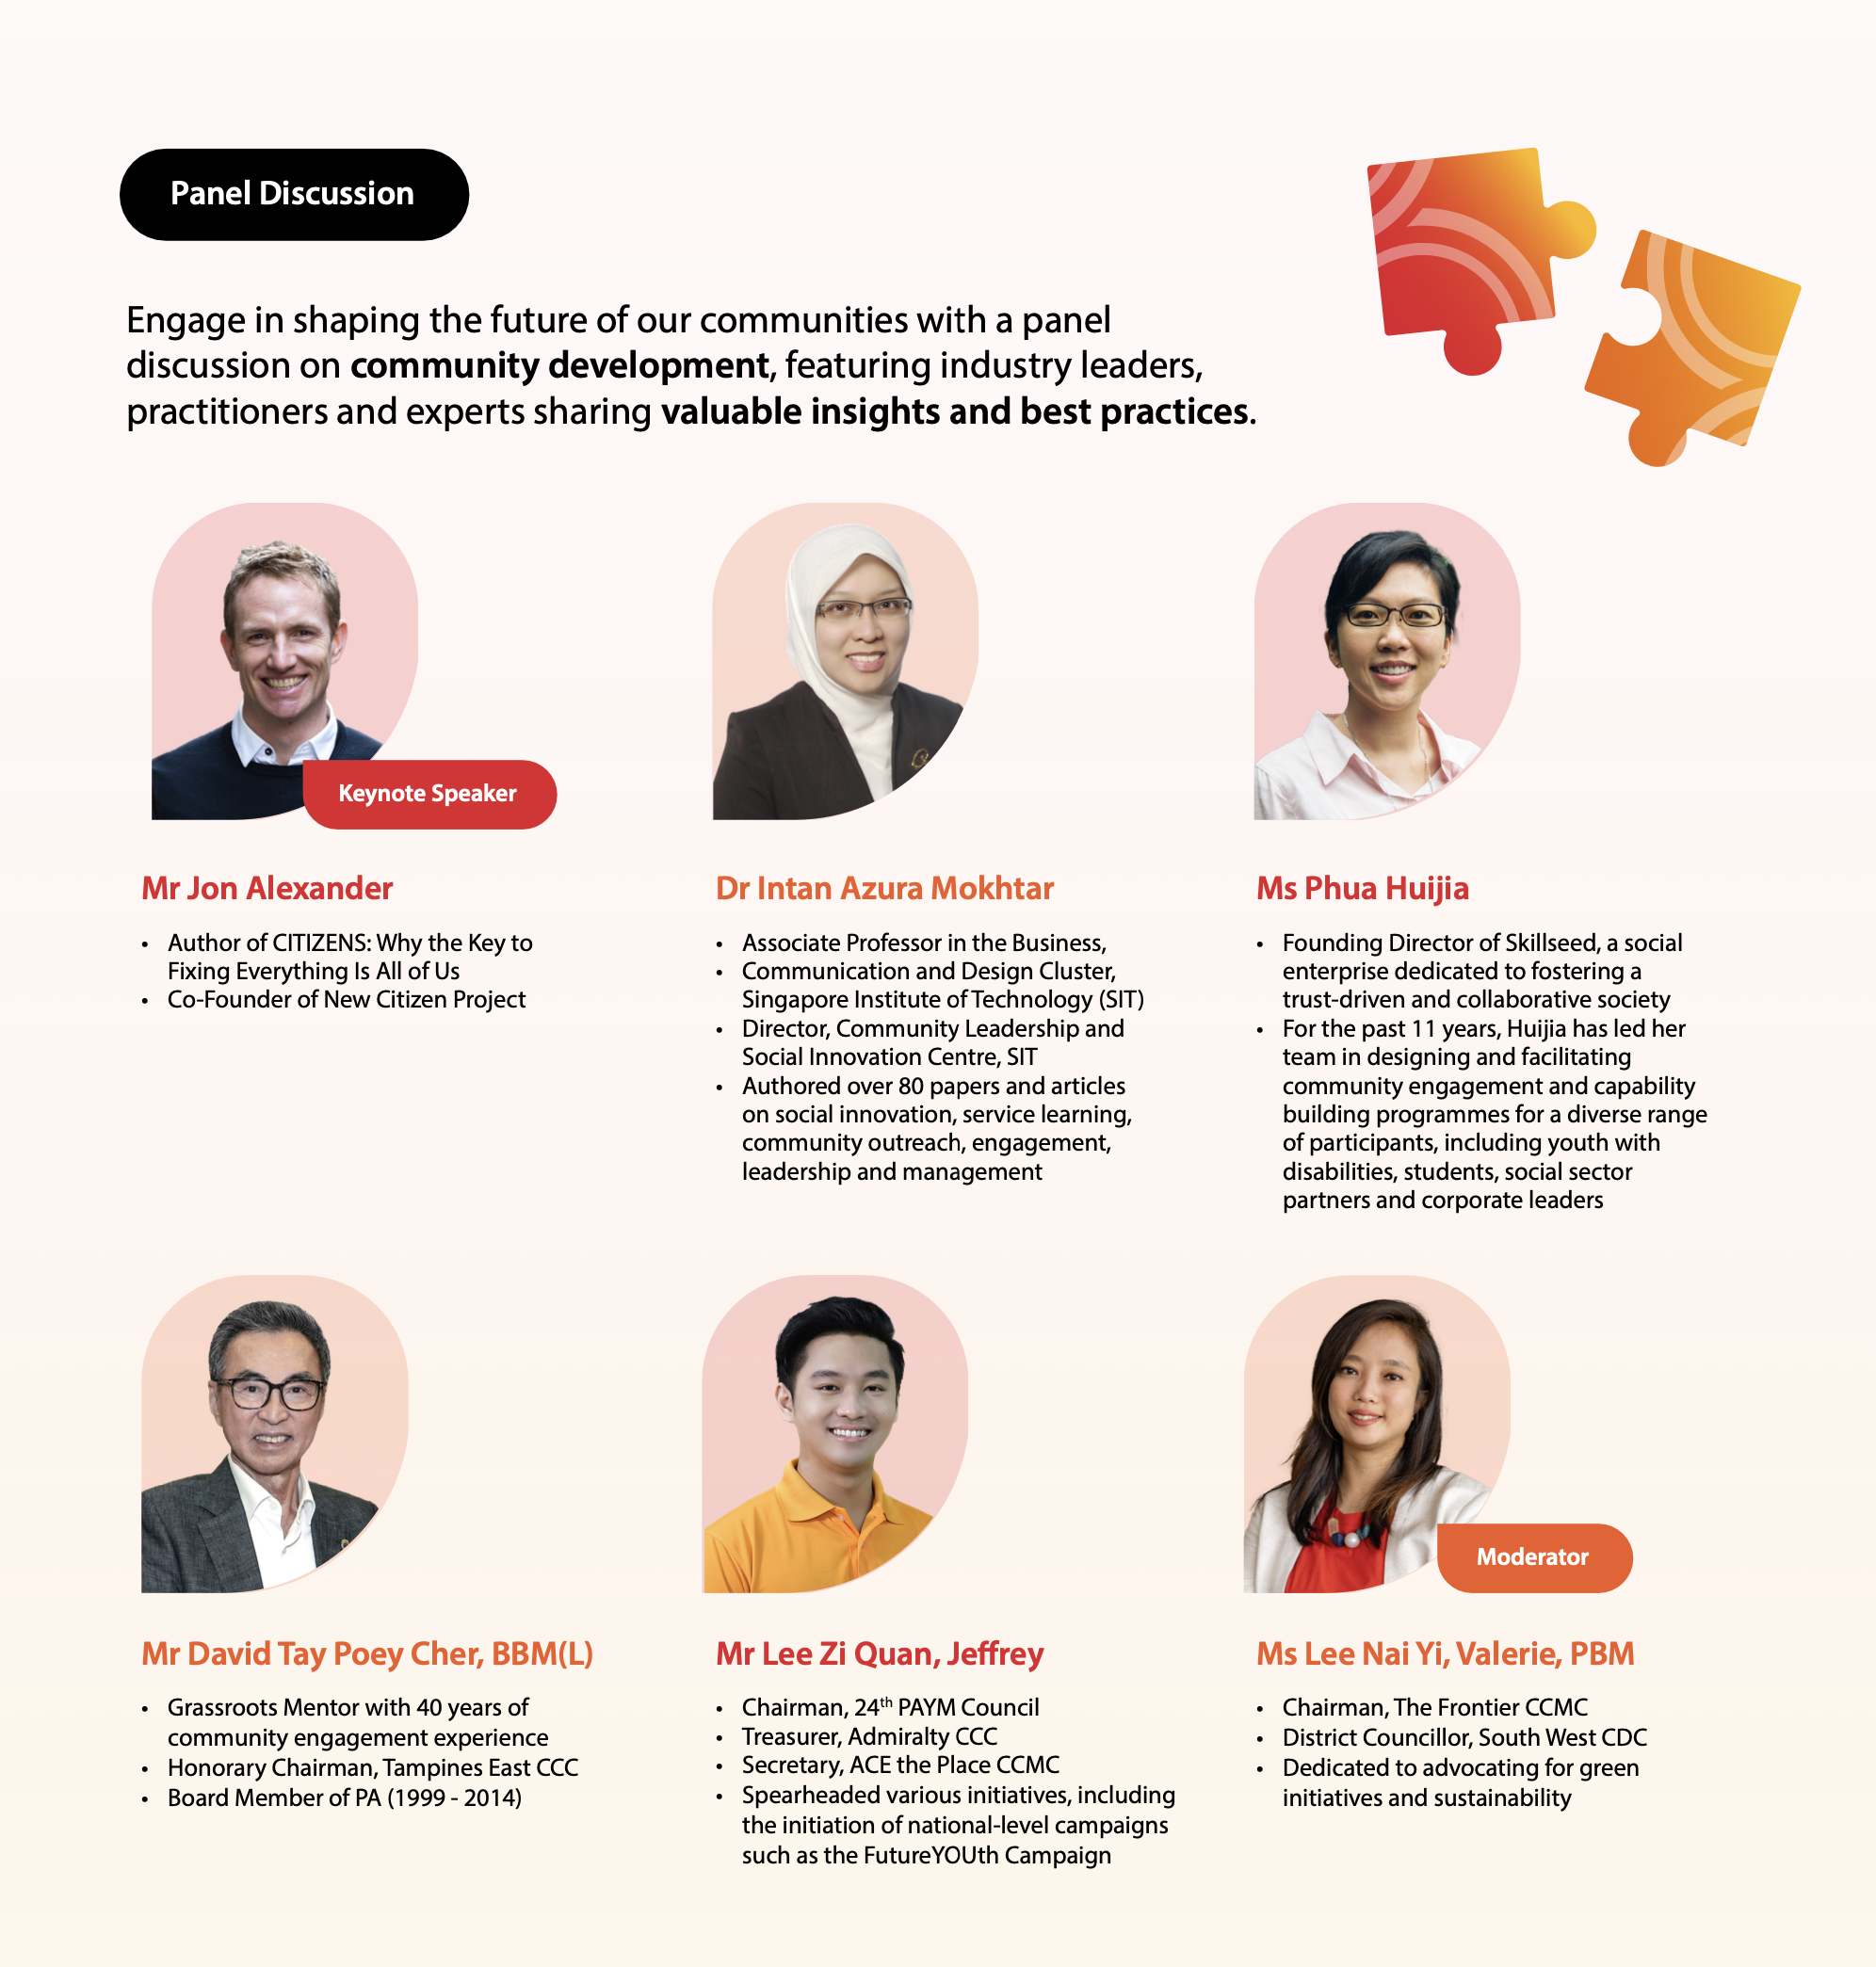 Panel Discussion
Engage in shaping the future of our communities with a panel
discussion on community development, featuring industry leaders,
practitioners and experts sharing valuable insights and best practices.
Keynote Speaker
Mr Jon Alexander
• Author of CITIZENS: Why the Key to
Fixing Everything Is All of Us
• Co-Founder of New Citizen Project
Dr Intan Azura Mokhtar
• Associate Professor in the Business,
• Communication and Design Cluster,
Singapore Institute of Technology (SIT)
• Director, Community Leadership and
Social Innovation Centre, SIT
• Authored over 80 papers and articles
on social innovation, service learning,
community outreach, engagement,
leadership and management
Ms Phua Huijia
• Founding Director of Skillseed, a social
enterprise dedicated to fostering a
trust-driven and collaborative society
• For the past 11 years, Huijia has led her
team in designing and facilitating
community engagement and capability
building programmes for a diverse range
of participants, including youth with
disabilities, students, social sector
partners and corporate leaders
Mr David Tay Poey Cher, BBM(L)
• Grassroots Mentor with 40 years of
community engagement experience
• Honorary Chairman, Tampines East CCC
• Board Member of PA (1999 - 2014)
Mr Lee Zi Quan, Jeffrey
• Chairman, 24th PAYM Council
• Treasurer, Admiralty CCC
• Secretary, ACE the Place CCMC
• Spearheaded various initiatives, including
the initiation of national-level campaigns
such as the FutureYOUth Campaign
Moderator
Ms Lee Nai Yi, Valerie, PBM
• Chairman, The Frontier CCMC
• District Councillor, South West CDC
• Dedicated to advocating for green
initiatives and sustainability